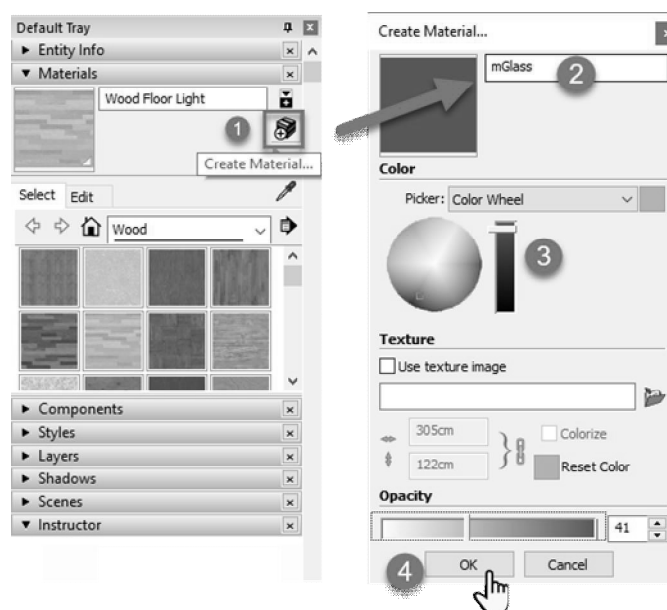 Default Tray
Entity Info
Materials
Wood Floor Light
1
Create Material...
Select Edit
Wood
Components
Styles
Layers
Shadows
Scenes
Instructor
Create Material...
mGlass
2
Color
Picker: Color Wheel
3
Texture
Use texture image
305cm
Colorize
122cm
Reset Color
Opacity
41
4
OK Cancel